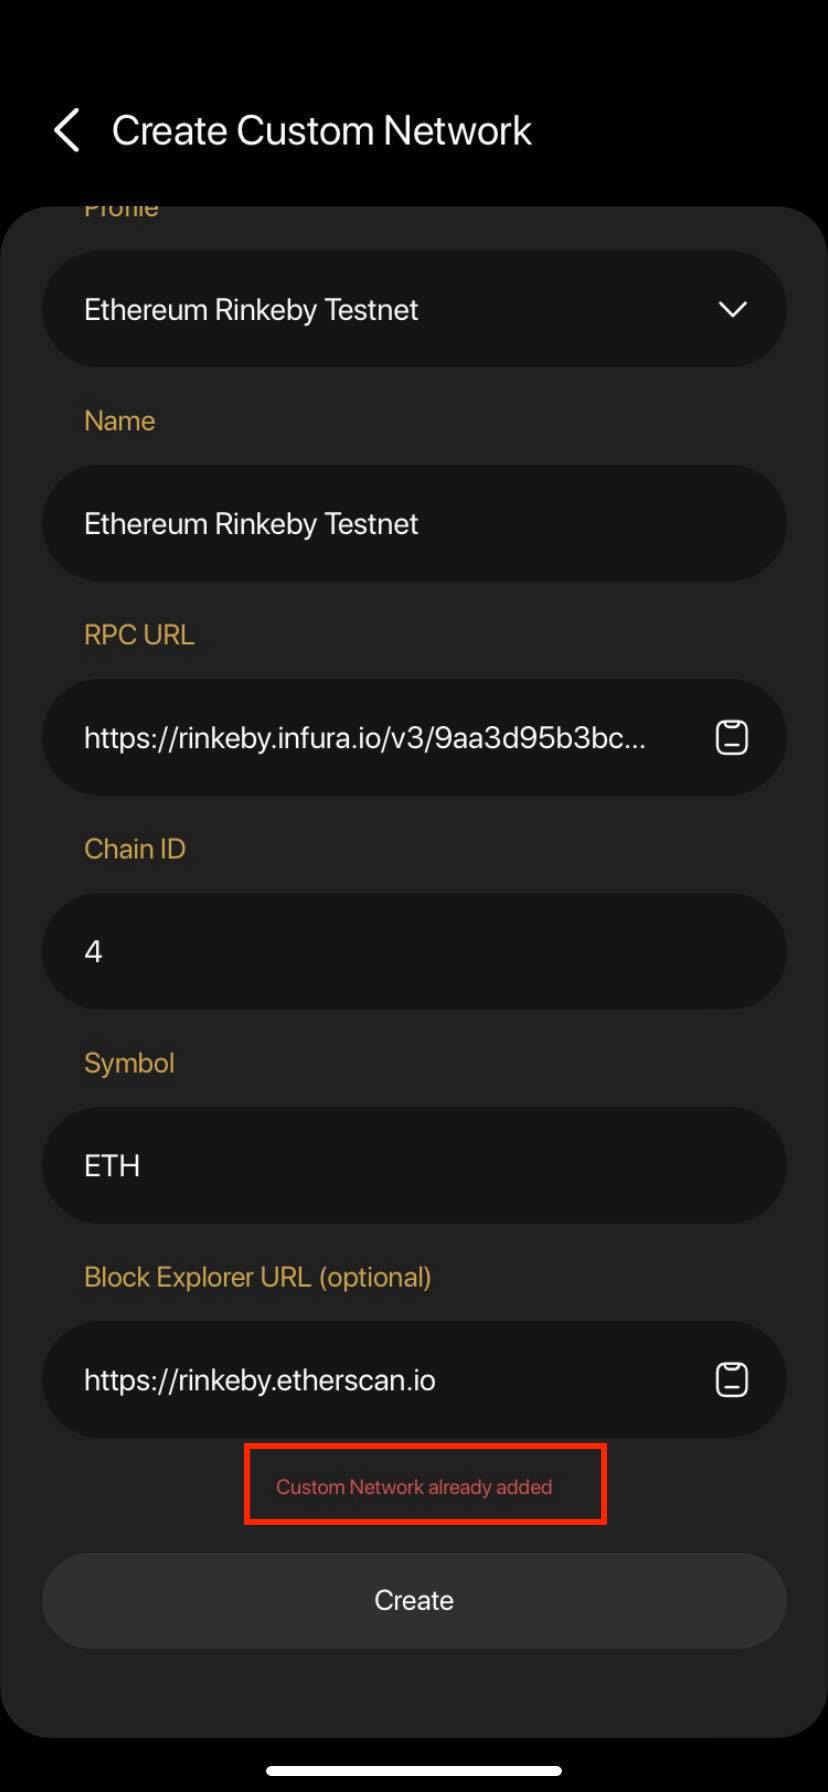 Create Custom Network
Profile
Ethereum Rinkeby Testnet
Name
Ethereum Rinkeby Testnet
RPC URL
https://rinkeby.infura.io/v3/9aa3d95b3bc...
Chain ID
4
Symbol
ETH
Block Explorer URL (optional)
https://rinkeby.etherscan.io
Custom Network already added
Create